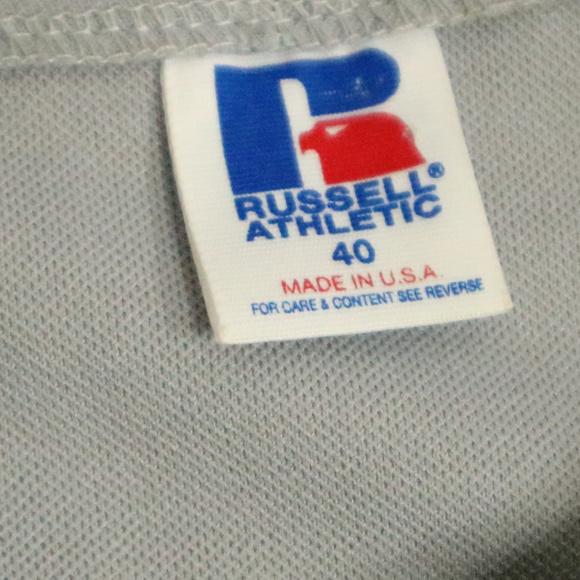 RUSSELL®
ATHLETIC
40
MADE IN U.S.A.
FOR CARE & CONTENT SEE REVERSE